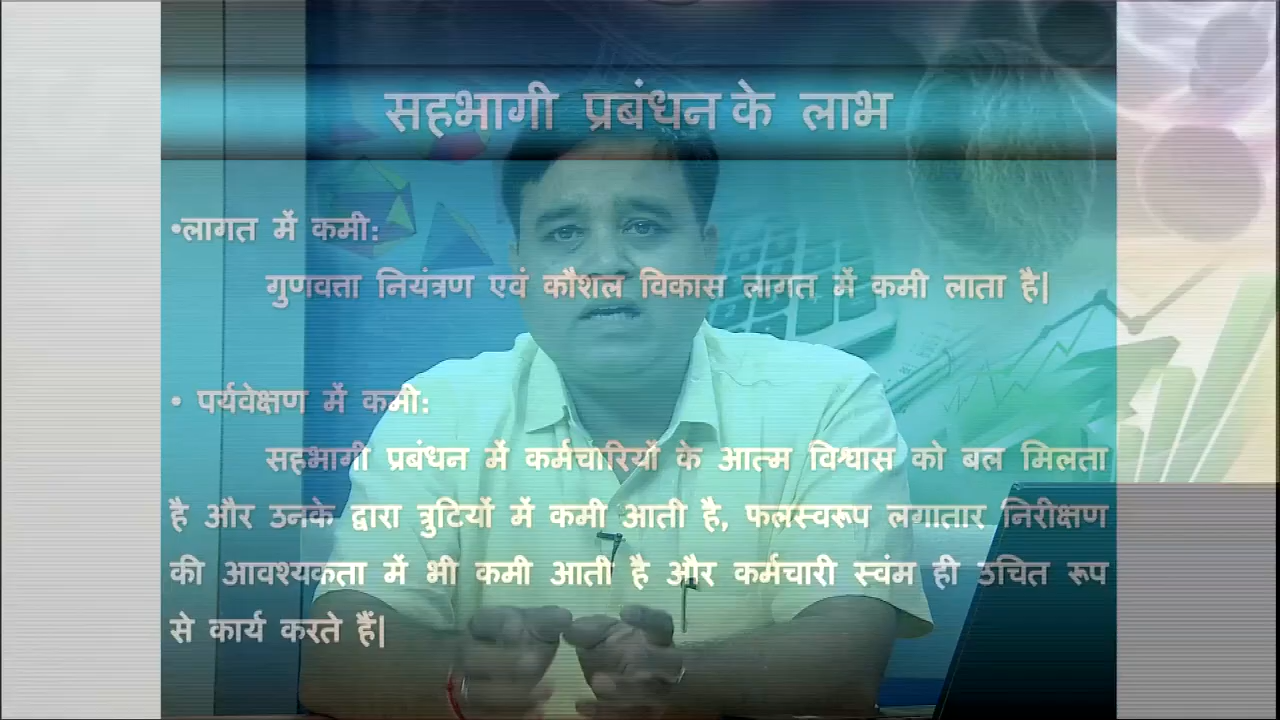 सहभागी प्रबंधन के लाभ
•लागत में कमी:
गुणवत्ता नियंत्रण एवं कौशल विकास लागत में कमी लाता है|
• पर्यवेक्षण में कमी:
सहभागी प्रबंधन में कर्मचारियों के आत्म विश्वास को बल मिलता
है और उनके द्वारा त्रुटियों में कमी आती है, फलस्वरूप लगातार निरीक्षण
की आवश्यकता में भी कमी आती है और कर्मचारी स्वंम ही उचित रूप
से कार्य करते हैं|